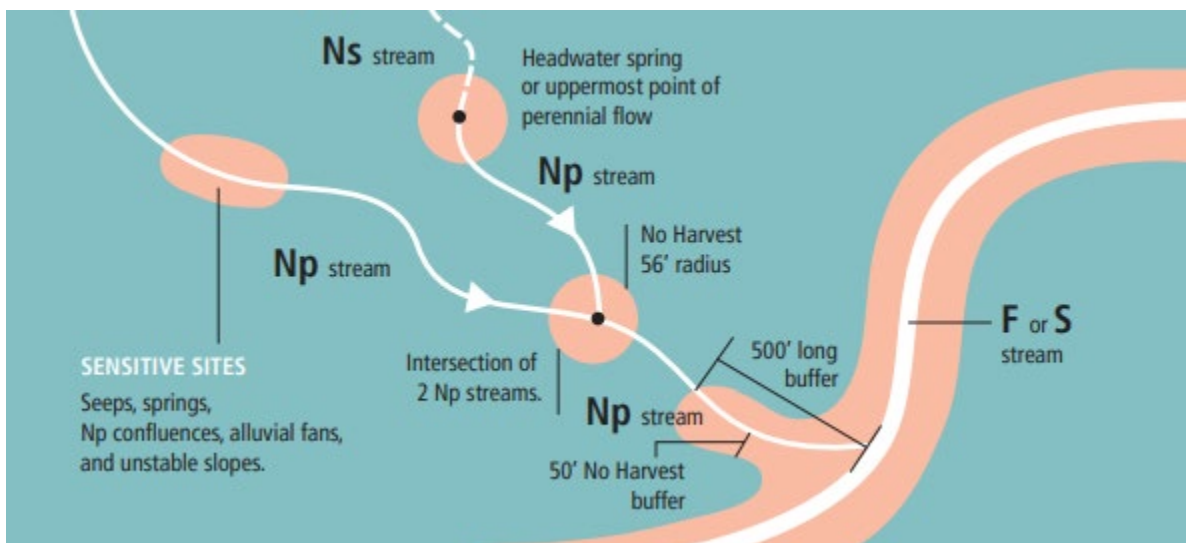 Ns stream
Headwater spring
or uppermost point of
perennial flow
Np stream
No Harvest
56' radius
Np stream
F or S
stream
500' long
buffer
SENSITIVE SITES
Seeps, springs,
Np confluences, alluvial fans,
and unstable slopes.
Intersection of
2 Np streams.
Np stream
50' No Harvest
buffer